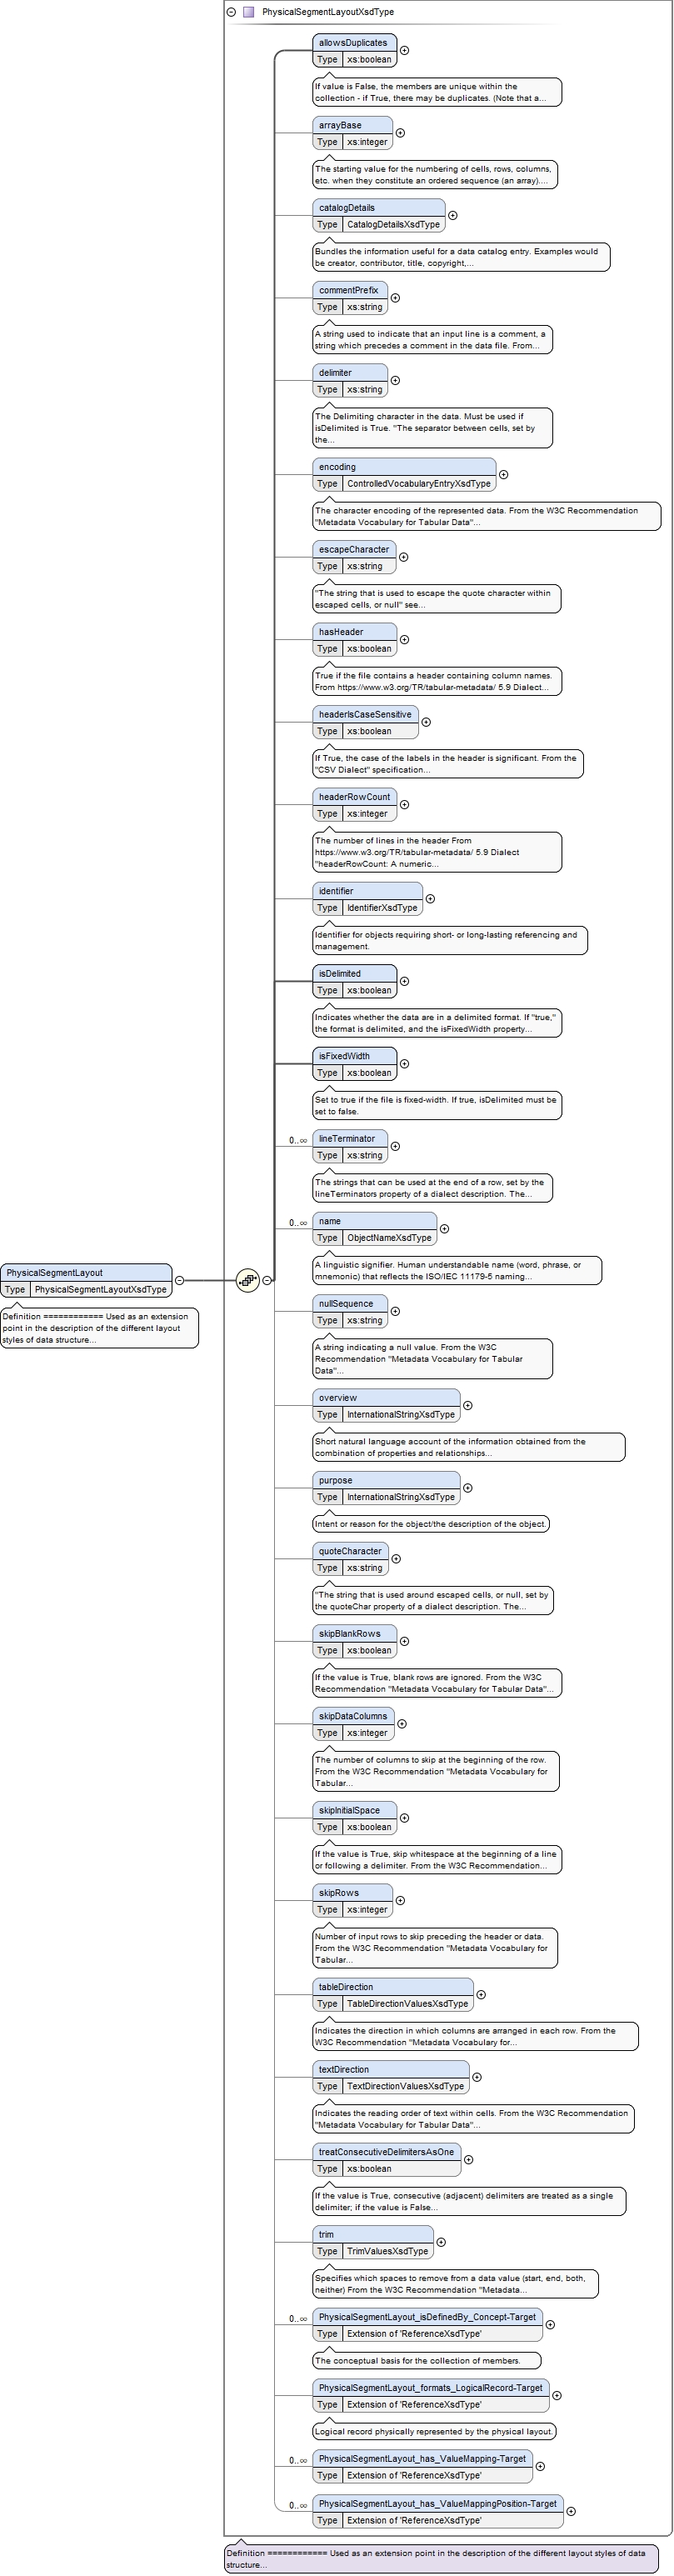 PhysicalSegmentLayoutXsdType
allowsDuplicates
Type xs:boolean
If value is False, the members are unique within the
collection - if True, there may be duplicates. (Note that a...
arrayBase
Type xs:integer
The starting value for the numbering of cells, rows, columns,
etc. when they constitute an ordered sequence (an array)....
catalogDetails
Type CatalogDetailsXsdType
Bundles the information useful for a data catalog entry. Examples would
be creator, contributor, title, copyright,...
commentPrefix
Type xs:string
A string used to indicate that an input line is a comment, a
string which precedes a comment in the data file. From...
delimiter
Type xs:string
The Delimiting character in the data. Must be used if
isDelimited is True. "The separator between cells, set by
the...
encoding
Type ControlledVocabularyEntryXsdType
The character encoding of the represented data. From the W3C Recommendation
"Metadata Vocabulary for Tabular Data"...
escapeCharacter
Type xs:string
"The string that is used to escape the quote character within
escaped cells, or null" see...
hasHeader
Type xs:boolean
True if the file contains a header containing column names.
From https://www.w3.org/TR/tabular-metadata/ 5.9 Dialect...
headerIsCaseSensitive
Type xs:boolean
If True, the case of the labels in the header is significant. From the
"CSV Dialect" specification...
headerRowCount
Type xs:integer
The number of lines in the header From
https://www.w3.org/TR/tabular-metadata/ 5.9 Dialect
"headerRowCount: A numeric...
identifier
Type IdentifierXsdType
Identifier for objects requiring short- or long-lasting referencing and
management.
isDelimited
Type xs:boolean
Indicates whether the data are in a delimited format. If "true,"
the format is delimited, and the isFixedWidth property...
isFixedWidth
Type xs:boolean
Set to true if the file is fixed-width. If true, isDelimited must be
set to false.
0..∞ lineTerminator
Type xs:string
The strings that can be used at the end of a row, set by the
lineTerminators property of a dialect description. The...
0..∞ name
Type ObjectNameXsdType
A linguistic signifier. Human understandable name (word, phrase, or
mnemonic) that reflects the ISO/IEC 11179-5 naming...
PhysicalSegmentLayout
Type PhysicalSegmentLayoutXsdType
Definition ============ Used as an extension
point in the description of the different layout
styles of data structure...
nullSequence
Type xs:string
A string indicating a null value. From the W3C
Recommendation "Metadata Vocabulary for Tabular
Data"...
overview
Type InternationalStringXsdType
Short natural language account of the information obtained from the
combination of properties and relationships...
purpose
Type InternationalStringXsdType
Intent or reason for the object/the description of the object.
quoteCharacter
Type xs:string
"The string that is used around escaped cells, or null, set by
the quoteChar property of a dialect description. The...
skipBlankRows
Type xs:boolean
If the value is True, blank rows are ignored. From the W3C
Recommendation "Metadata Vocabulary for Tabular Data"...
skipDataColumns
Type xs:integer
The number of columns to skip at the beginning of the row.
From the W3C Recommendation "Metadata Vocabulary for
Tabular...
skipInitialSpace
Type xs:boolean
If the value is True, skip whitespace at the beginning of a line
or following a delimiter. From the W3C Recommendation...
skipRows
Type xs:integer
Number of input rows to skip preceding the header or data.
From the W3C Recommendation "Metadata Vocabulary for
Tabular...
tableDirection
Type TableDirectionValuesXsdType
Indicates the direction in which columns are arranged in each row. From the
W3C Recommendation "Metadata Vocabulary for...
textDirection
Type TextDirectionValuesXsdType
Indicates the reading order of text within cells. From the W3C Recommendation
"Metadata Vocabulary for Tabular Data"...
treatConsecutiveDelimitersAsOne
Type xs:boolean
If the value is True, consecutive (adjacent) delimiters are treated as a single
delimiter; if the value is False...
trim
Type TrimValuesXsdType
Specifies which spaces to remove from a data value (start, end, both,
neither) From the W3C Recommendation "Metadata...
0..∞ PhysicalSegmentLayout_isDefinedBy_Concept-Target
Type Extension of 'ReferenceXsdType'
The conceptual basis for the collection of members.
PhysicalSegmentLayout_formats_LogicalRecord-Target
Type Extension of 'ReferenceXsdType'
Logical record physically represented by the physical layout.
0..∞ PhysicalSegmentLayout_has_ValueMapping-Target
Type Extension of 'ReferenceXsdType'
0..∞ PhysicalSegmentLayout_has_ValueMappingPosition-Target
Type Extension of 'ReferenceXsdType'
Definition ============ Used as an extension point in the description of the different layout styles of data
structure...